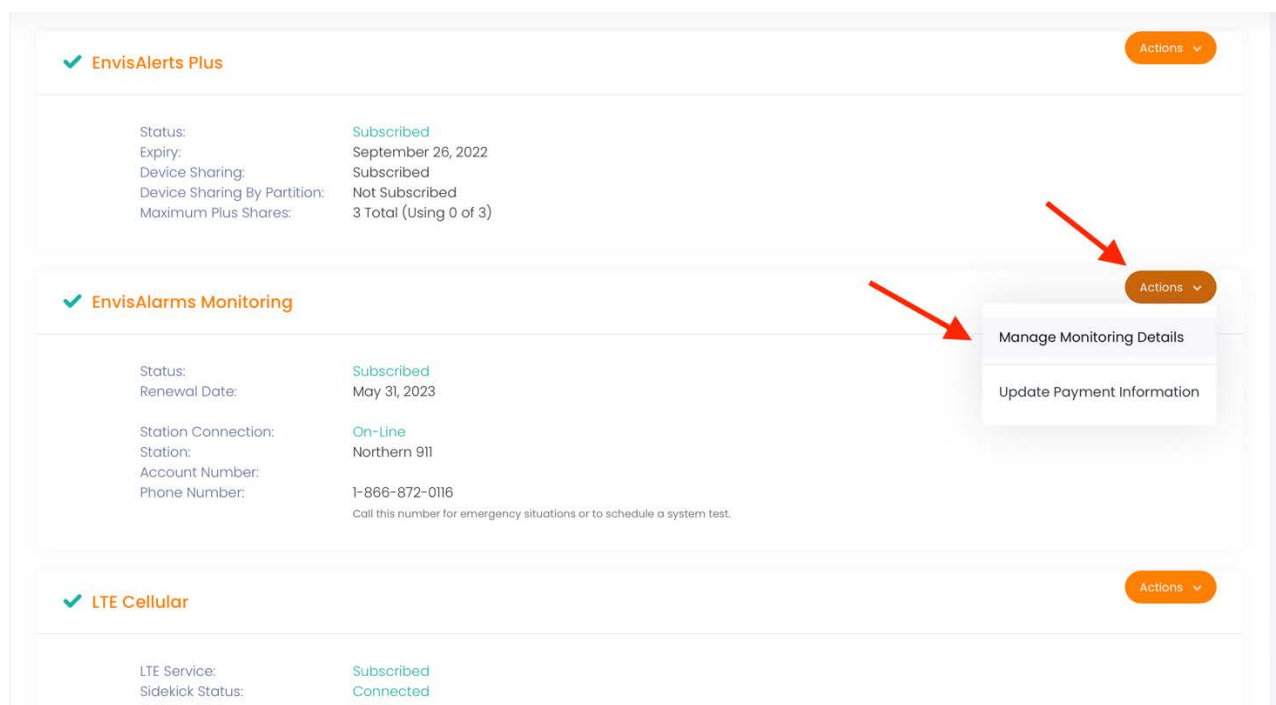 EnvisAlerts Plus
Actions
Status: Subscribed
Expiry: September 26, 2022
Device Sharing: Subscribed
Device Sharing By Partition: Not Subscribed
Maximum Plus Shares: 3 Total (Using 0 of 3)
EnvisAlarms Monitoring
Actions
Manage Monitoring Details
Update Payment Information
Status: Subscribed
Renewal Date: May 31, 2023
Station Connection: On-Line
Station: Northern 911
Account Number:
Phone Number: 1-866-872-0116
Call this number for emergency situations or to schedule a system test.
LTE Cellular
Actions
LTE Service: Subscribed
Sidekick Status: Connected